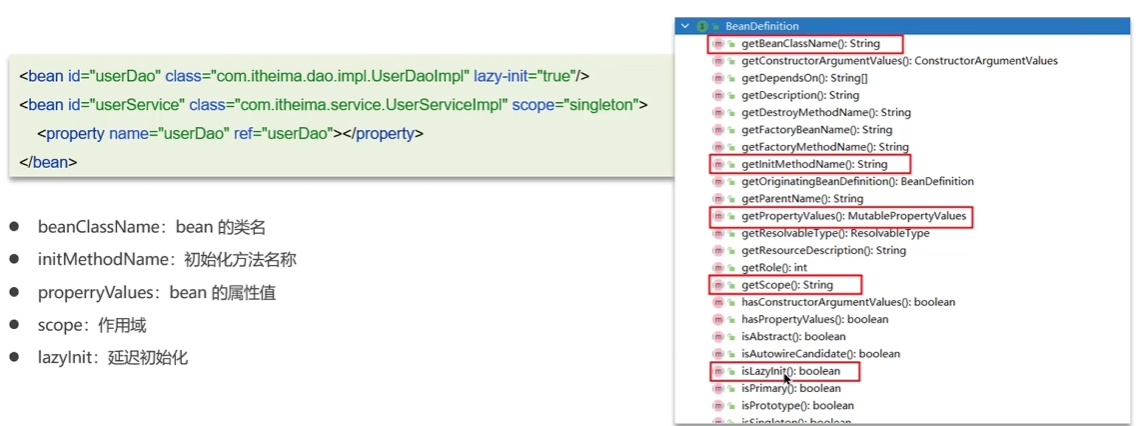 <bean id="userDao" class="com.itheima.dao.impl.UserDaoImpl" lazy-init="true"/>
<bean id="userService" class="com.itheima.service.UserServiceImpl" scope="singleton">
<property name="userDao" ref="userDao"></property>
</bean>
● beanClassName：bean 的类名
● initMethodName：初始化方法名称
● properryValues：bean 的属性值
● scope：作用域
● lazyInit：延迟初始化
BeanDefinition
getBeanClassName(): String
getConstructorArgumentValues(): ConstructorArgumentValues
getDependsOn(): String[]
getDescription(): String
getDestroyMethodName(): String
getFactoryBeanName(): String
getFactoryMethodName(): String
getInitMethodName(): String
getOriginatingBeanDefinition(): BeanDefinition
getParentName(): String
getPropertyValues(): MutablePropertyValues
getResolvableType(): ResolvableType
getResourceDescription(): String
getRole(): int
getScope(): String
hasConstructorArgumentValues(): boolean
hasPropertyValues(): boolean
isAbstract(): boolean
isAutowireCandidate(): boolean
isLazyInit(): boolean
isPrimary(): boolean
isPrototype(): boolean
isSingleton(): boolean